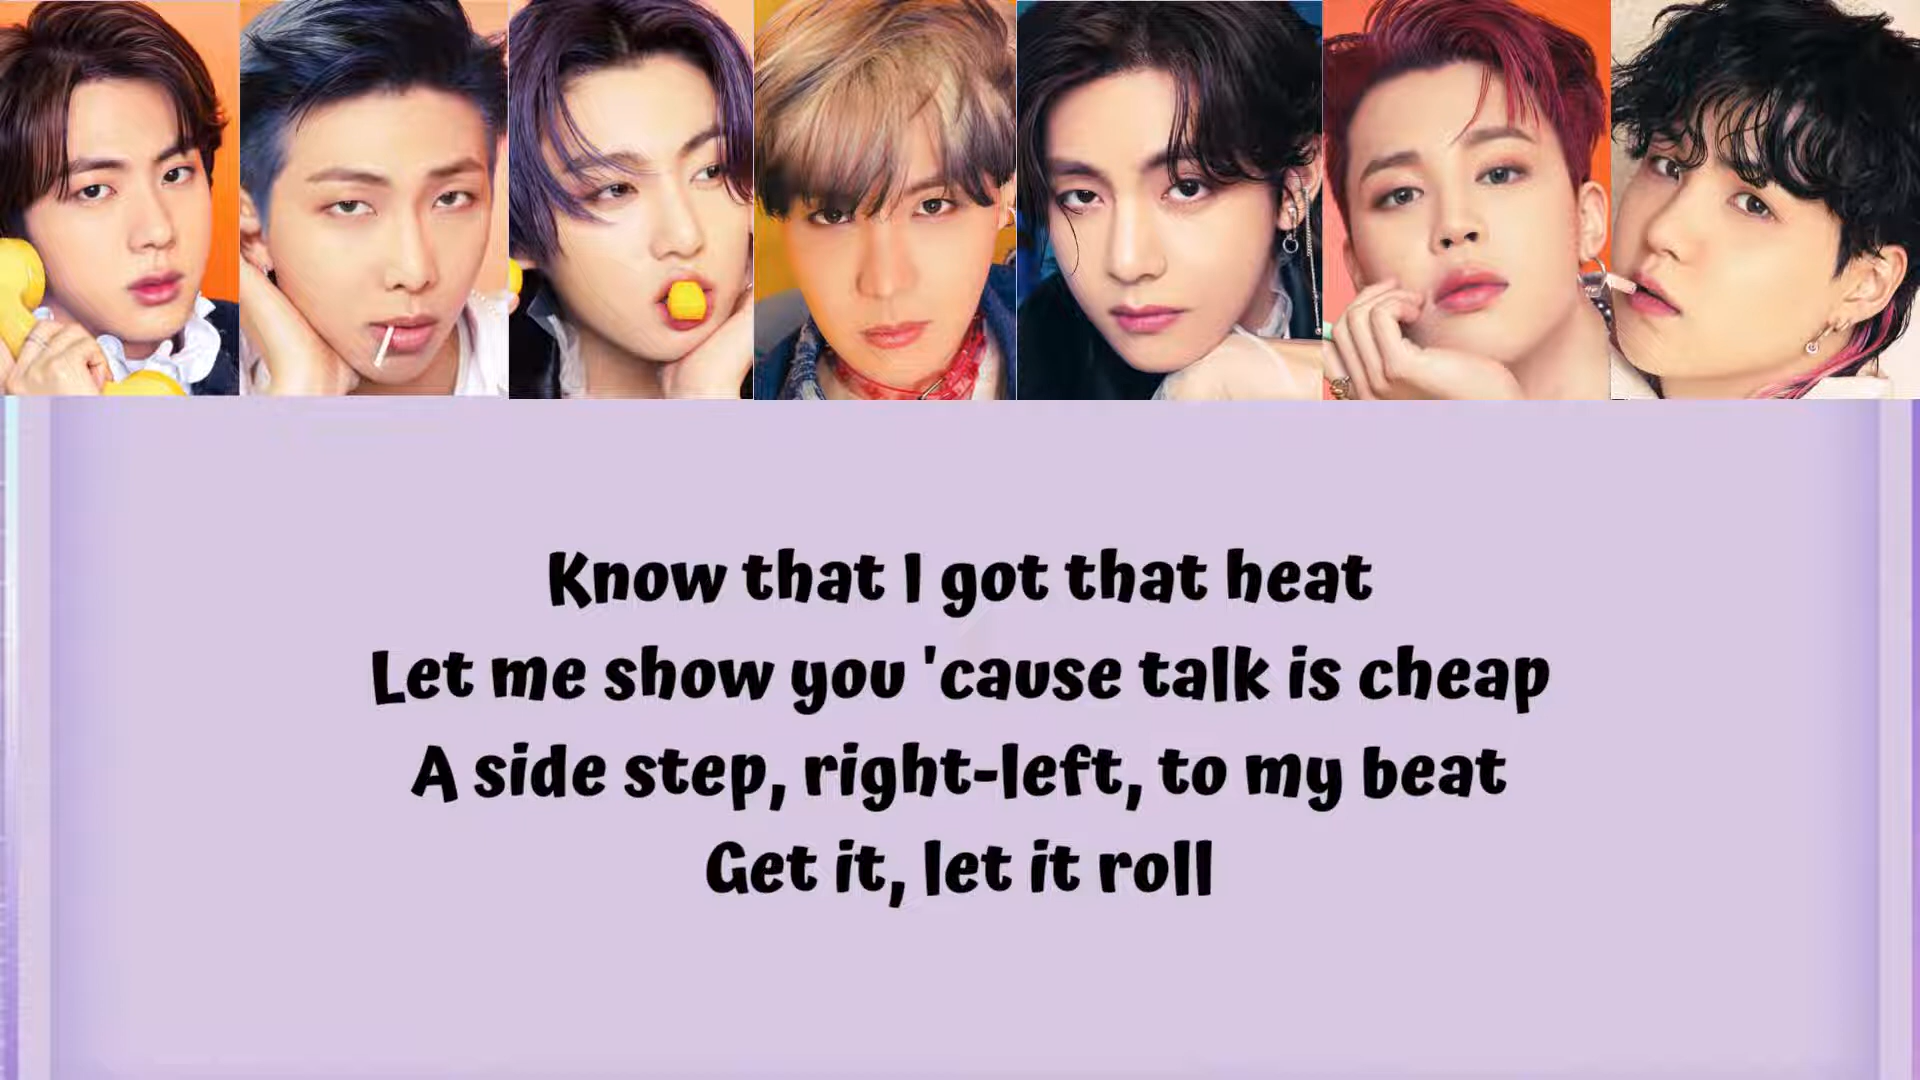 Know that I got that heat
Let me show you 'cause talk is cheap
A side step, right-left, to my beat
Get it, let it roll